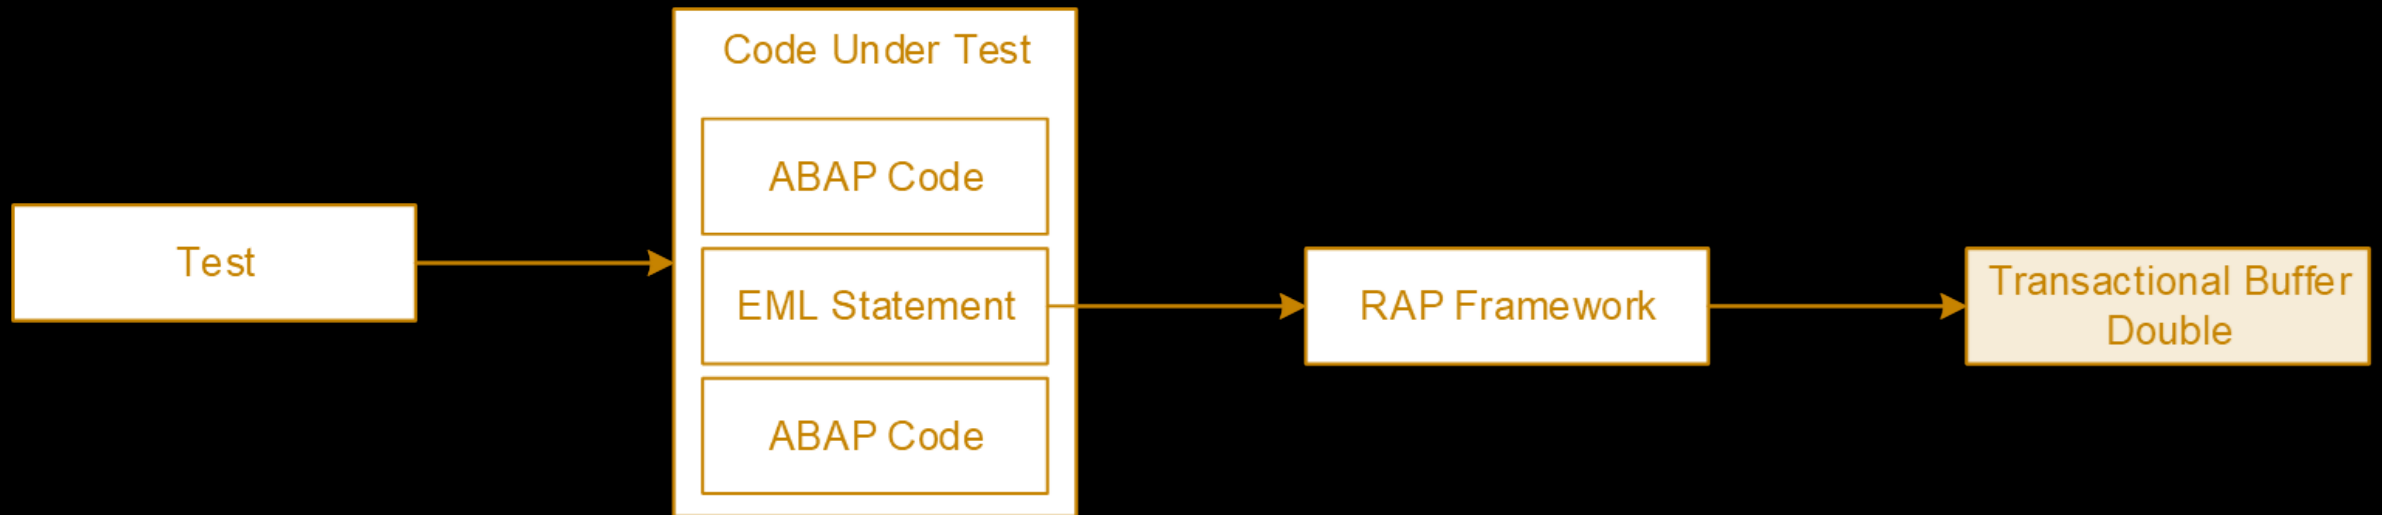 Test
Code Under Test
ABAP Code
EML Statement
ABAP Code
RAP Framework
Transactional Buffer
Double